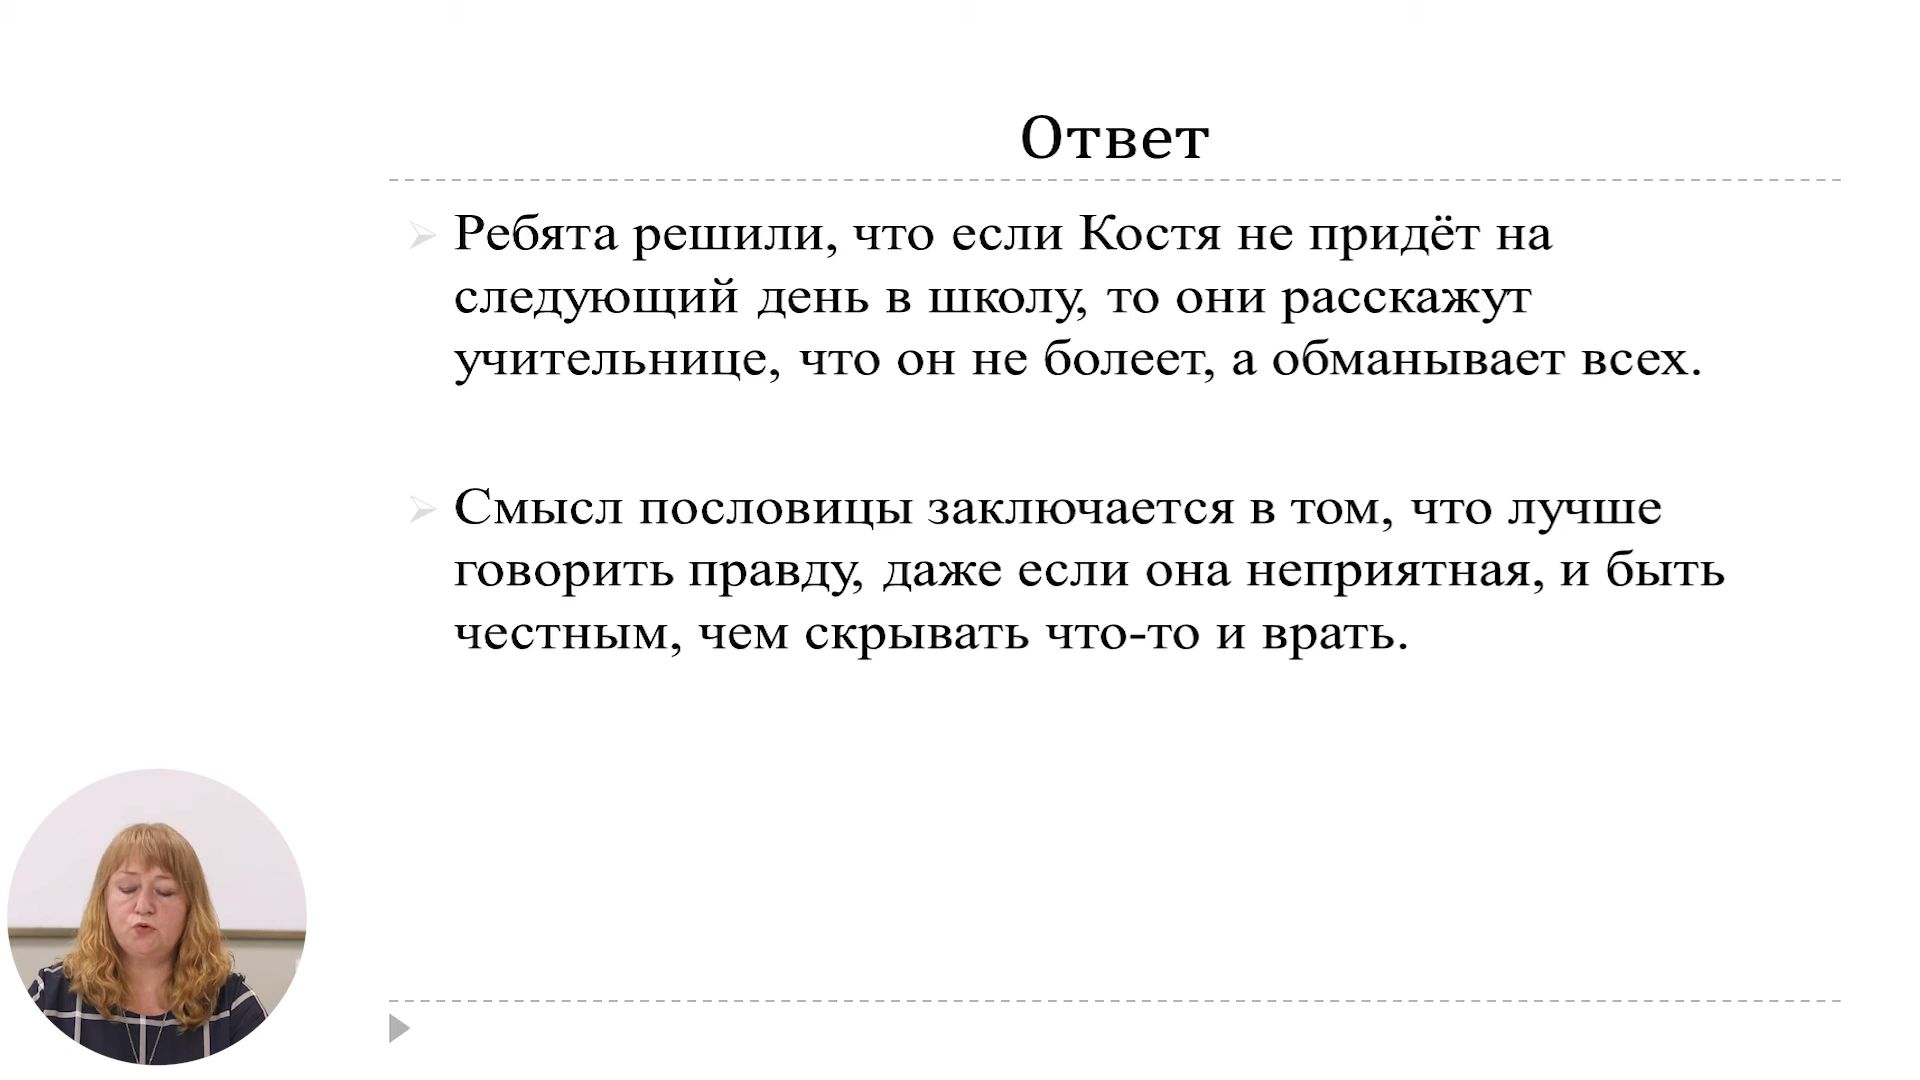 Ответ
Ребята решили, что если Костя не придёт на
следующий день в школу, то они расскажут
учительнице, что он не болеет, а обманывает всех.
Смысл пословицы заключается в том, что лучше
говорить правду, даже если она неприятная, и быть
честным, чем скрывать что-то и врать.